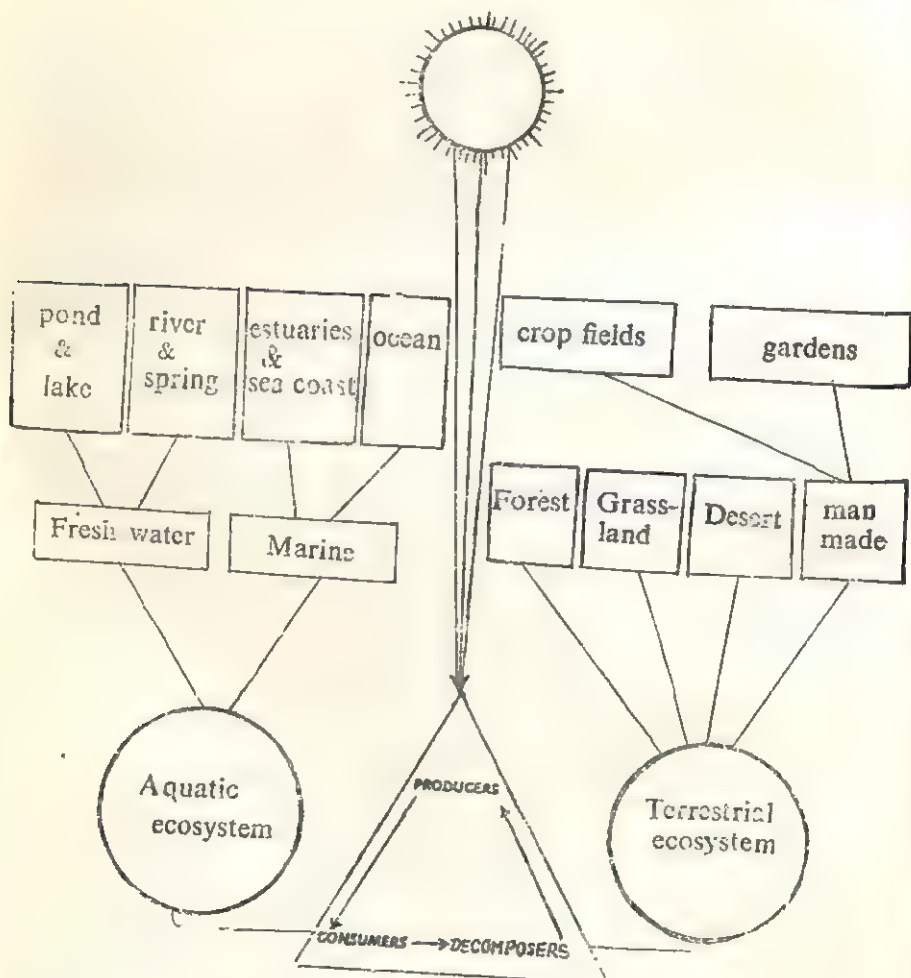 pond
&
lake
river
&
spring
estuaries
&
sea coast
ocean
crop fields
gardens
Fresh water
Marine
Forest
Grass-
land
Desert
man
made
Aquatic
ecosystem
PRODUCERS
CONSUMERS
DECOMPOSERS
Terrestrial
ecosystem